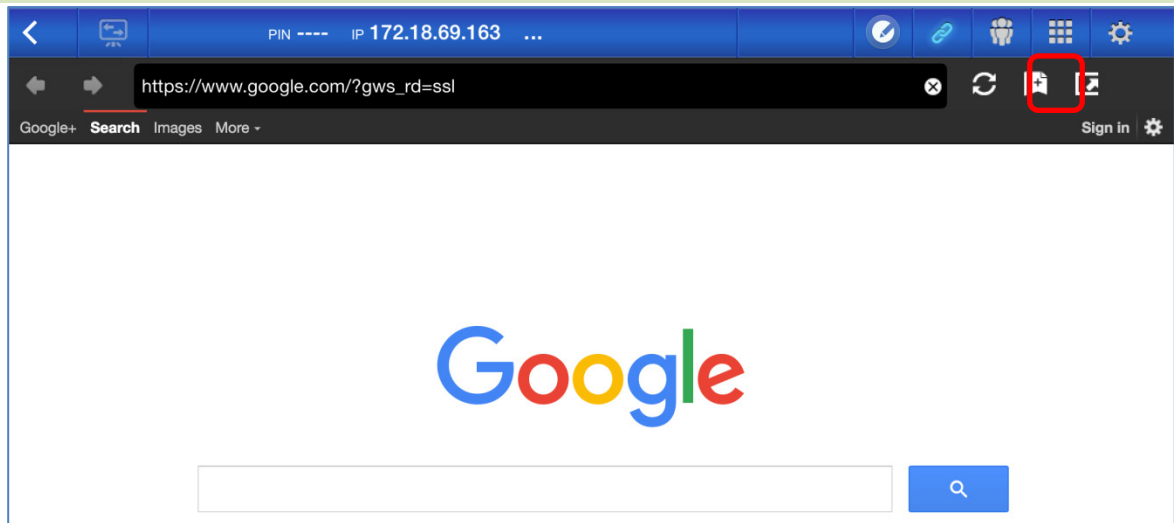 PIN ---- IP 172.18.69.163 ...
https://www.google.com/?gws_rd=ssl
Google+ Search Images More Sign in
Google